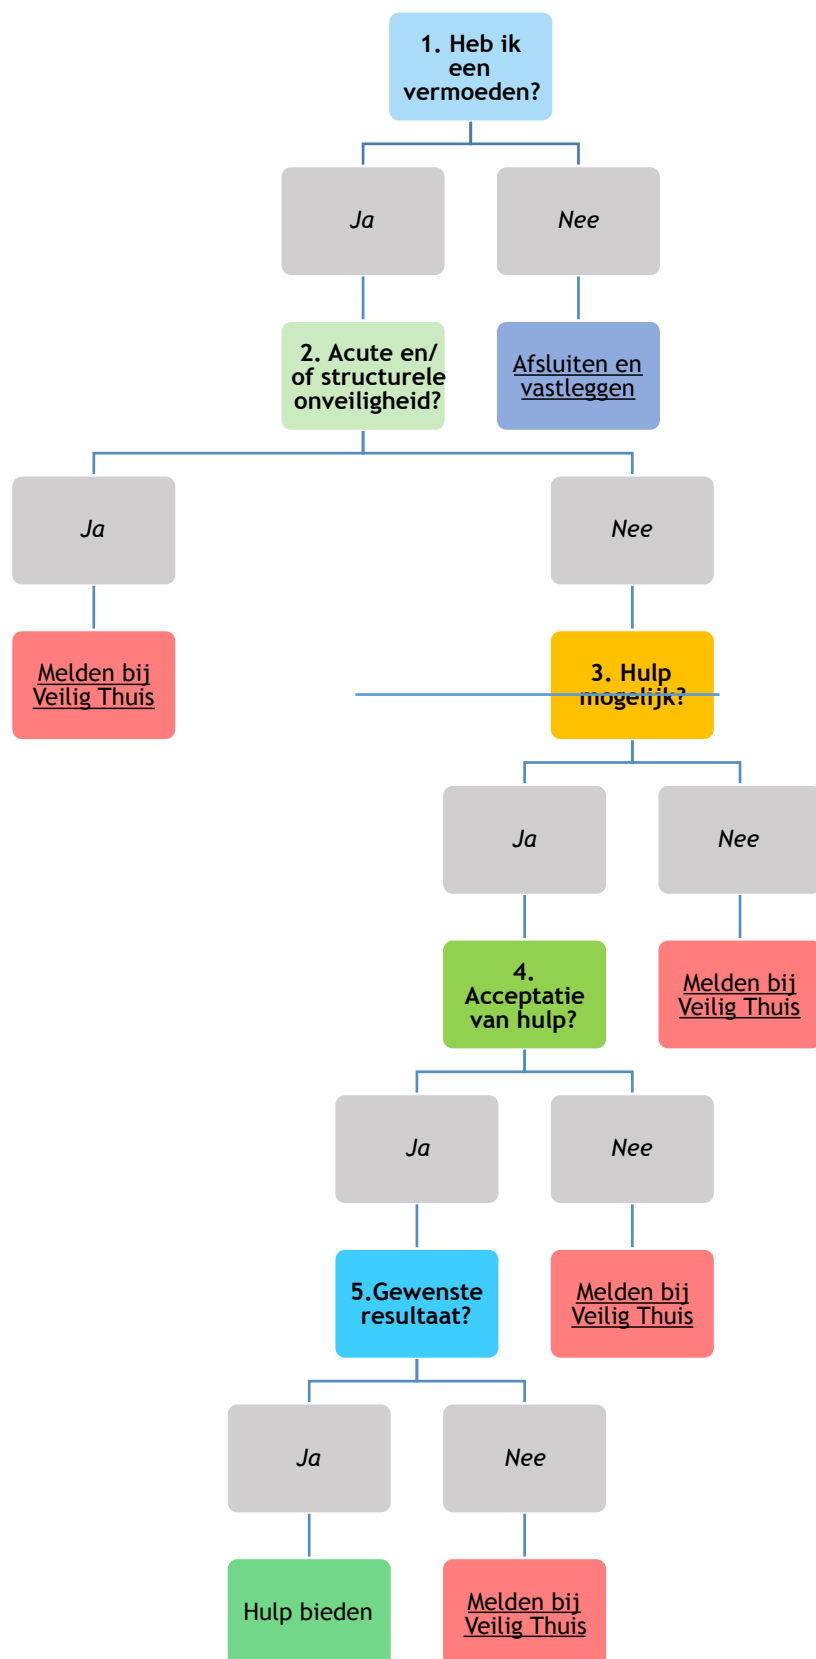 1. Heb ik
een
vermoeden?
Ja
Nee
2. Acute en/
of structurele
onveiligheid?
Afsluiten en
vastleggen
Ja
Nee
Melden bij
Veilig Thuis
3. Hulp
mogelijk?
Ja
Nee
4.
Acceptatie
van hulp?
Melden bij
Veilig Thuis
Ja
Nee
5.Gewenste
resultaat?
Melden bij
Veilig Thuis
Ja
Nee
Hulp bieden
Melden bij
Veilig Thuis